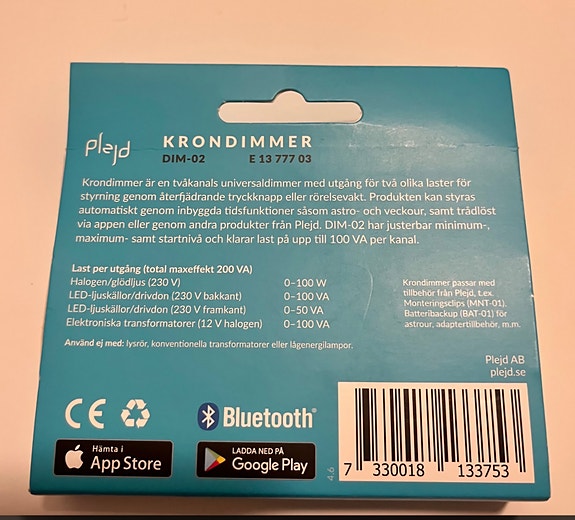 plejd
KRONDIMMER
DIM-02 E 13 777 03
Krondimmer är en tvåkanals universaldimmer med utgång för två olika laster för
styrning genom återfjädrande tryckknapp eller rörelsevakt. Produkten kan styras
automatiskt genom inbyggda tidsfunktioner såsom astro- och veckour, samt trådlöst
via appen eller genom andra produkter från Plejd. DIM-02 har justerbar minimum-,
maximum- samt startnivå och klarar last på upp till 100 VA per kanal.
Last per utgång (total maxeffekt 200 VA)
Halogen/glödljus (230 V) 0–100 W
LED-ljuskällor/drivdon (230 V bakkant) 0–100 VA
LED-ljuskällor/drivdon (230 V framkant) 0–50 VA
Elektroniska transformatorer (12 V halogen) 0–100 VA
Använd ej med: lysrör, konventionella transformatorer eller lågenergilampor.
Krondimmer passar med
tillbehör från Plejd, t.ex.
Monteringsclips (MNT-01),
Batteribackup (BAT-01) för
astrour, adaptertillbehör, m.m.
Plejd AB
plejd.se
CE
Bluetooth®
Hämta i
App Store
LADDA NED PÅ
Google Play
4.6
7 330018 133753